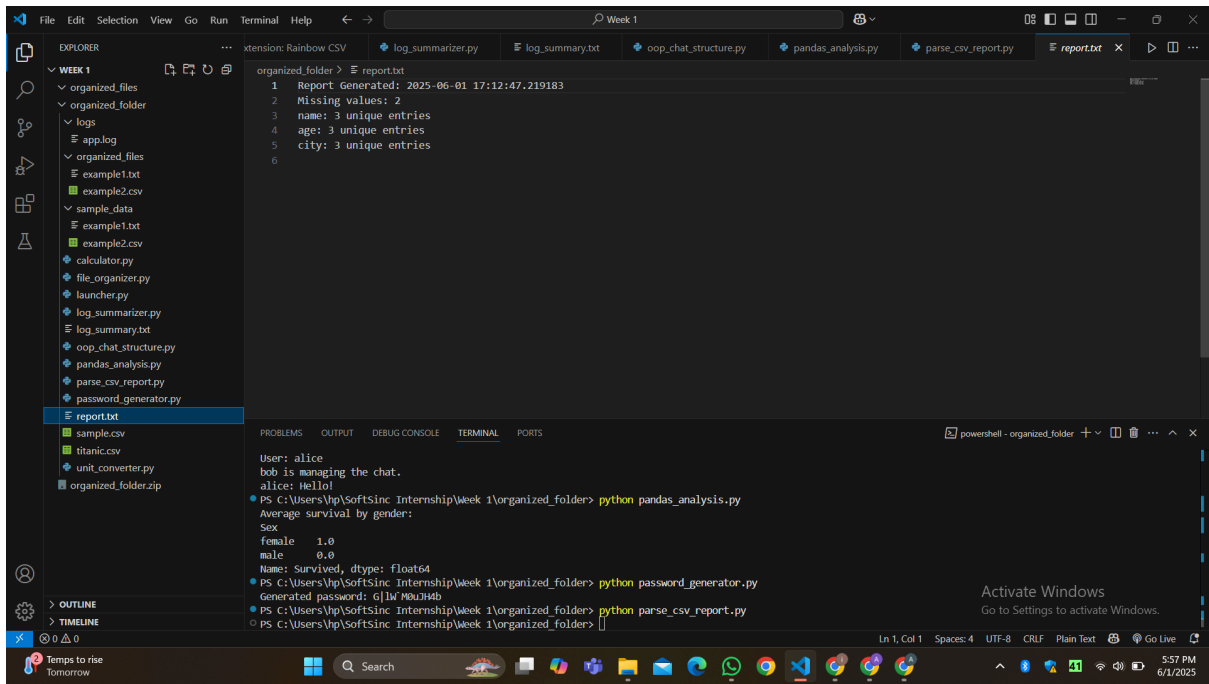 File Edit Selection View Go Run Terminal Help
Week 1
EXPLORER
xtension: Rainbow CSV
log_summarizer.py
log_summary.txt
oop_chat_structure.py
pandas_analysis.py
parse_csv_report.py
report.txt
WEEK 1
organized_files
organized_folder
logs
app.log
organized_files
example1.txt
example2.csv
sample_data
example1.txt
example2.csv
calculator.py
file_organizer.py
launcher.py
log_summarizer.py
log_summary.txt
oop_chat_structure.py
pandas_analysis.py
parse_csv_report.py
password_generator.py
report.txt
sample.csv
titanic.csv
unit_converter.py
organized_folder.zip
OUTLINE
TIMELINE
organized_folder > report.txt
1 Report Generated: 2025-06-01 17:12:47.219183
2 Missing values: 2
3 name: 3 unique entries
4 age: 3 unique entries
5 city: 3 unique entries
6
PROBLEMS OUTPUT DEBUG CONSOLE TERMINAL PORTS
powershell - organized_folder
User: alice
bob is managing the chat.
alice: Hello!
PS C:\Users\hp\SoftSinc Internship\Week 1\organized_folder> python pandas_analysis.py
Average survival by gender:
Sex
female 1.0
male 0.0
Name: Survived, dtype: float64
PS C:\Users\hp\SoftSinc Internship\Week 1\organized_folder> python password_generator.py
Generated password: G|lW`M0uJH4b
PS C:\Users\hp\SoftSinc Internship\Week 1\organized_folder> python parse_csv_report.py
PS C:\Users\hp\SoftSinc Internship\Week 1\organized_folder>
Activate Windows
Go to Settings to activate Windows.
0 0
Ln 1, Col 1 Spaces: 4 UTF-8 CRLF Plain Text Go Live
2
Temps to rise
Tomorrow
Search
41
5:57 PM
6/1/2025